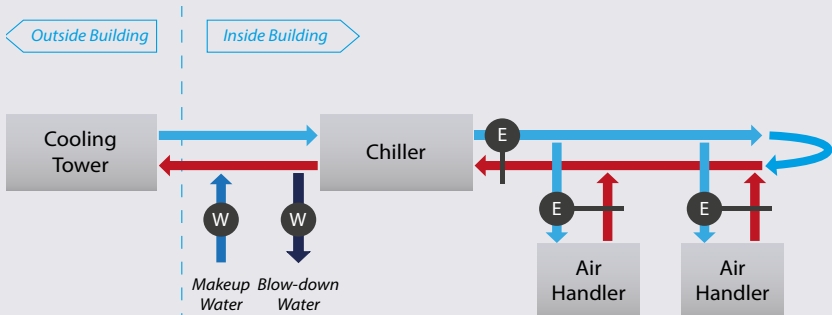 Outside Building
Inside Building
Cooling
Tower
Chiller
E
W
W
E
E
Makeup
Water
Blow-down
Water
Air
Handler
Air
Handler